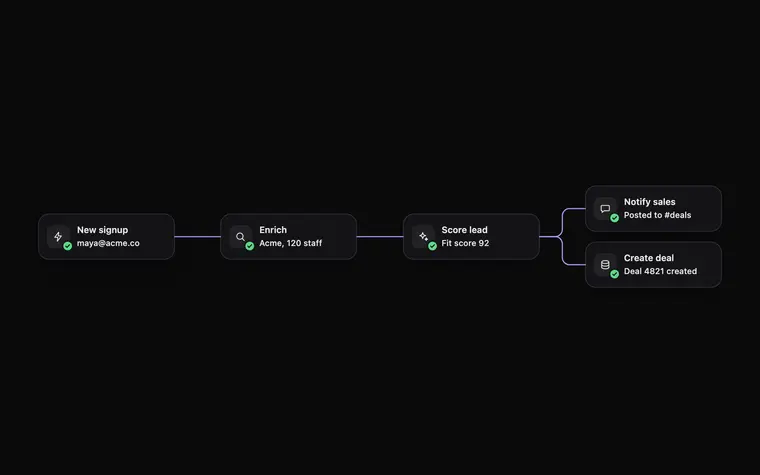 New signup
maya@acme.co
Enrich
Acme, 120 staff
Score lead
Fit score 92
Notify sales
Posted to #deals
Create deal
Deal 4821 created